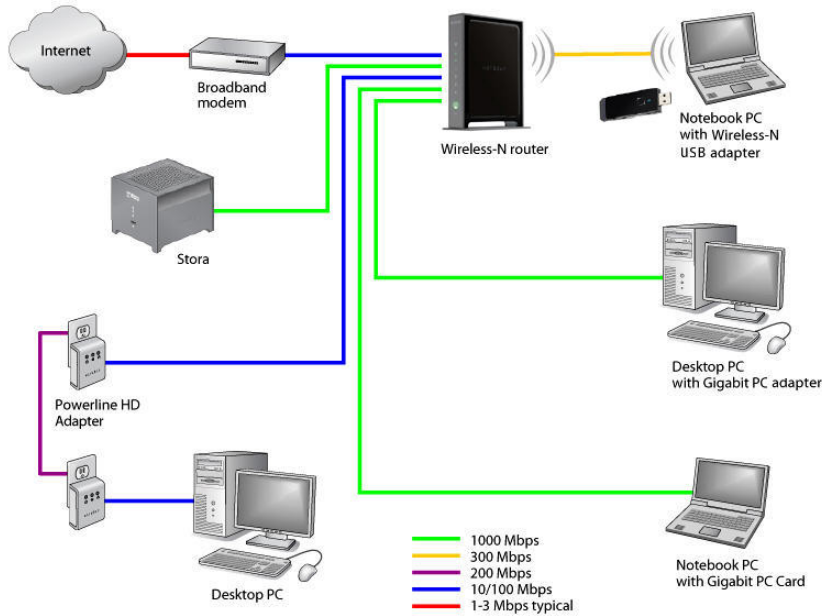 Internet
Broadband
modem
NETGEAR
Wireless-N router
Notebook PC
with Wireless-N
USB adapter
Stora
Desktop PC
with Gigabit PC adapter
Powerline HD
Adapter
Desktop PC
Notebook PC
with Gigabit PC Card
1000 Mbps
300 Mbps
200 Mbps
10/100 Mbps
1-3 Mbps typical